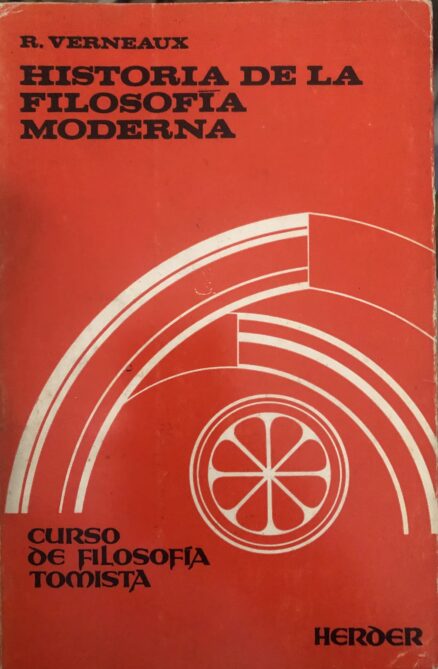 R. VERNEAUX
HISTORIA DE LA
FILOSOFÍA
MODERNA
CURSO
DE FILOSOFÍA
TOMISTA
HERDER